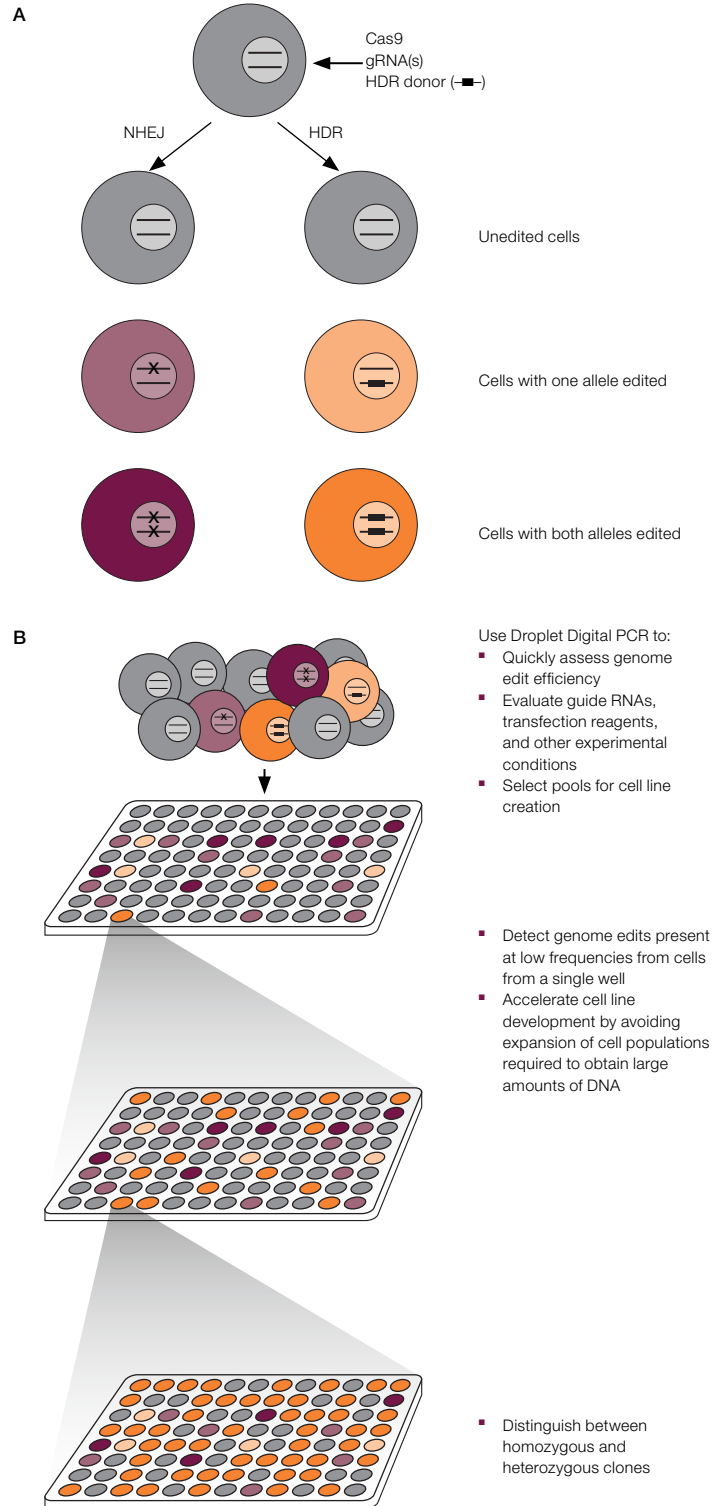 A
Cas9
gRNA(s)
HDR donor ( )
NHEJ
HDR
Unedited cells
Cells with one allele edited
Cells with both alleles edited
B
Use Droplet Digital PCR to:
▪ Quickly assess genome
edit efficiency
▪ Evaluate guide RNAs,
transfection reagents,
and other experimental
conditions
▪ Select pools for cell line
creation
▪ Detect genome edits present
at low frequencies from cells
from a single well
▪ Accelerate cell line
development by avoiding
expansion of cell populations
required to obtain large
amounts of DNA
▪ Distinguish between
homozygous and
heterozygous clones